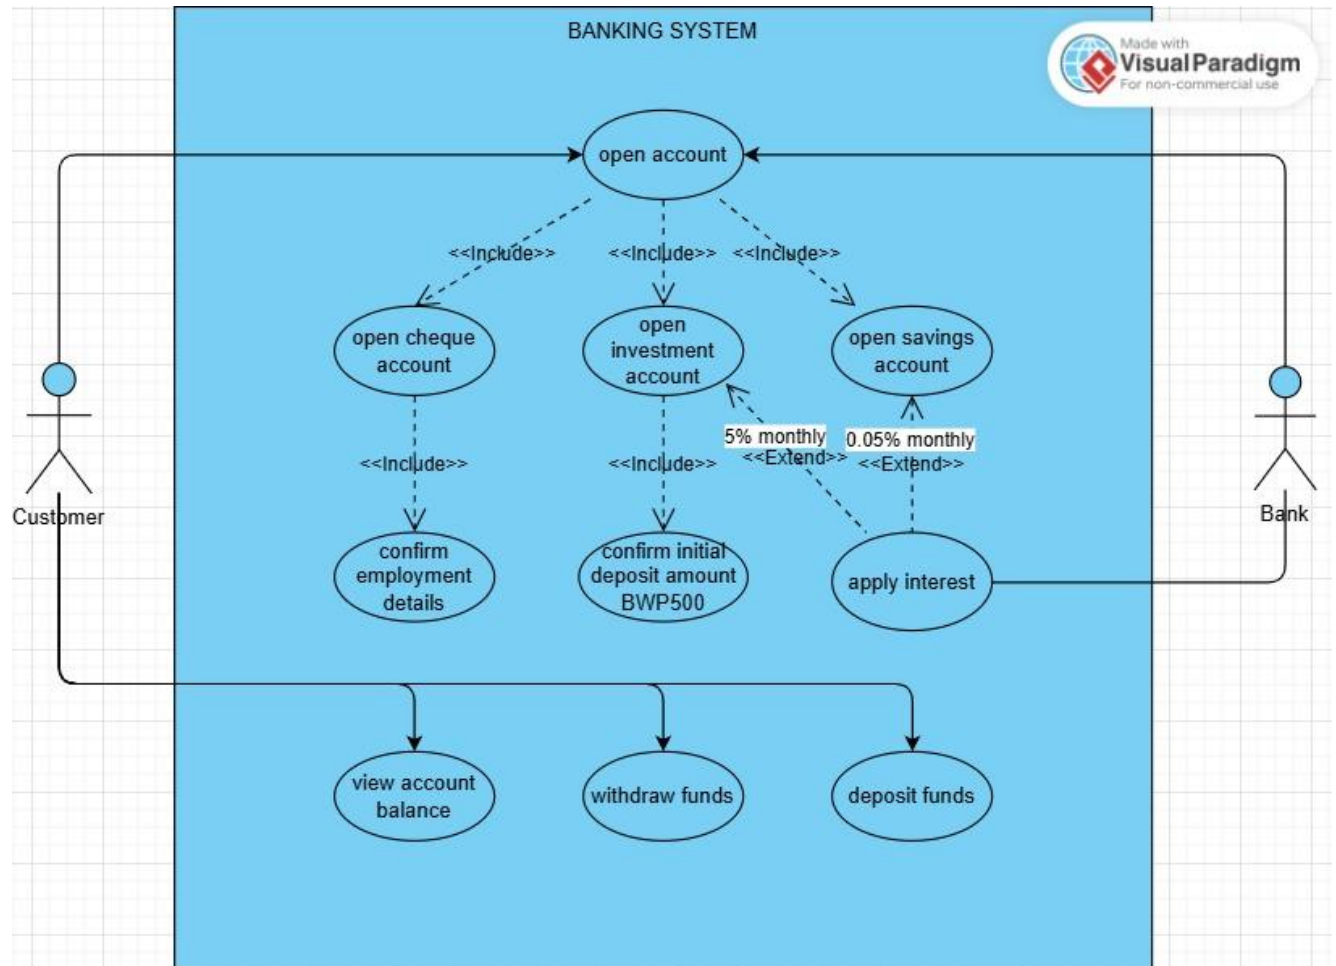 BANKING SYSTEM
Made with
Visual Paradigm
For non-commercial use
open account
<<Include>>
<<Include>>
<<Include>>
open cheque
account
open
investment
account
open savings
account
5% monthly
<<Extend>>
0.05% monthly
<<Extend>>
<<Include>>
<<Include>>
Customer
Bank
confirm
employment
details
confirm initial
deposit amount
BWP500
apply interest
view account
balance
withdraw funds
deposit funds